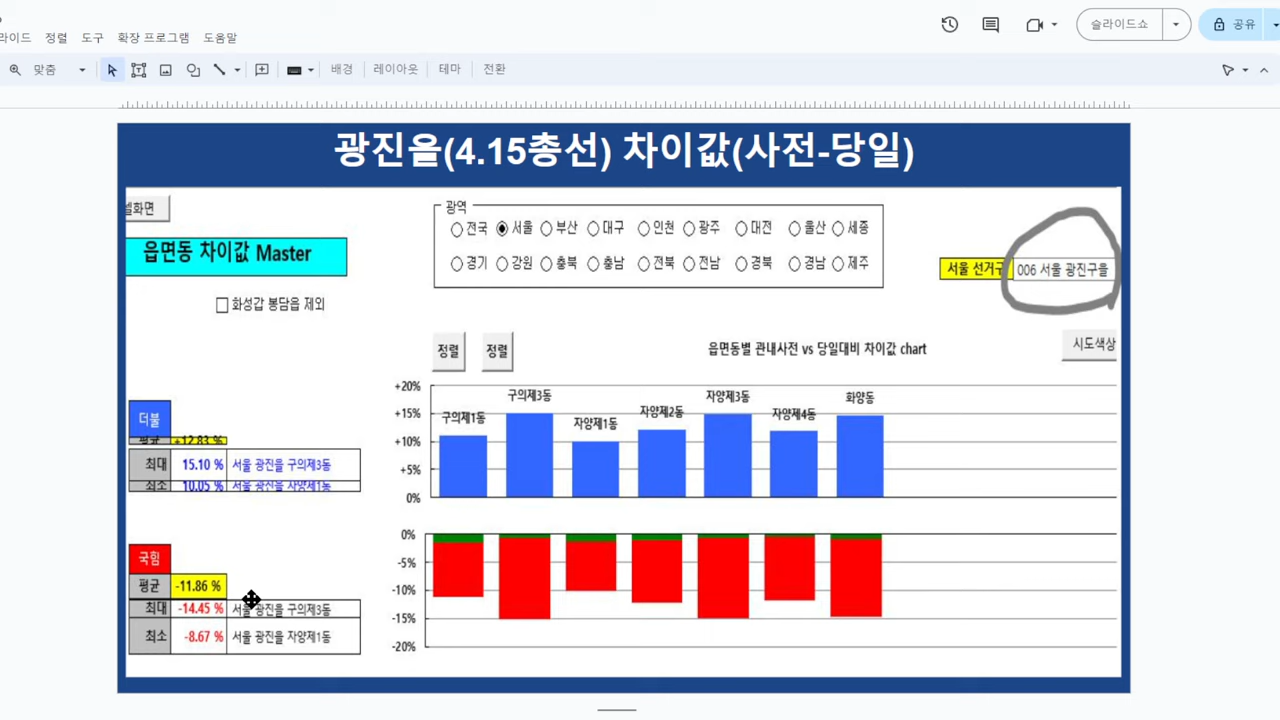 라이드 정렬 도구 확장 프로그램 도움말
슬라이드쇼
공유
맞춤
배경 레이아웃 테마 전환
광진을(4.15총선) 차이값(사전-당일)
광역
전국 서울 부산 대구 인천 광주 대전 울산 세종
경기 강원 충북 충남 전북 전남 경북 경남 제주
읍면동 차이값 Master
서울 선거구 006 서울 광진구을
화성갑 봉담읍 제외
정렬 정렬
읍면동별 관내사전 vs 당일대비 차이값 chart
시도색상
더불
평균 +12.83 %
최대 15.10 % 서울 광진을 구의제3동
최소 10.05 % 서울 광진을 자양제1동
+20%
+15%
+10%
+5%
0%
구의제1동 구의제3동 자양제1동 자양제2동 자양제3동 자양제4동 화양동
국힘
평균 -11.86 %
최대 -14.45 % 서울 광진을 구의제3동
최소 -8.67 % 서울 광진을 자양제1동
0%
-5%
-10%
-15%
-20%